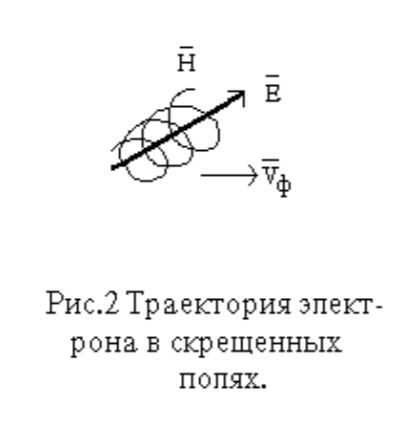 H̅
E̅
V̅ф
Рис.2 Траектория элект-
рона в скрещенных
полях.